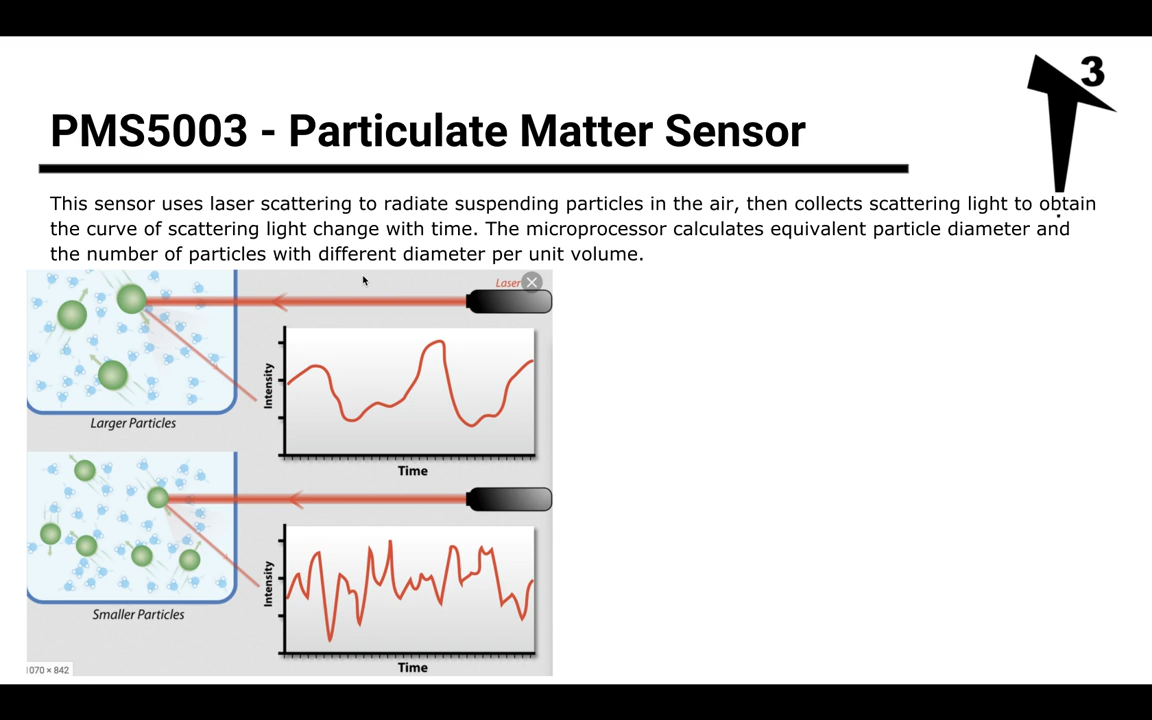 3
PMS5003 - Particulate Matter Sensor
This sensor uses laser scattering to radiate suspending particles in the air, then collects scattering light to obtain
the curve of scattering light change with time. The microprocessor calculates equivalent particle diameter and
the number of particles with different diameter per unit volume.
Laser
Intensity
Larger Particles
Time
Intensity
Smaller Particles
Time
1070 × 842